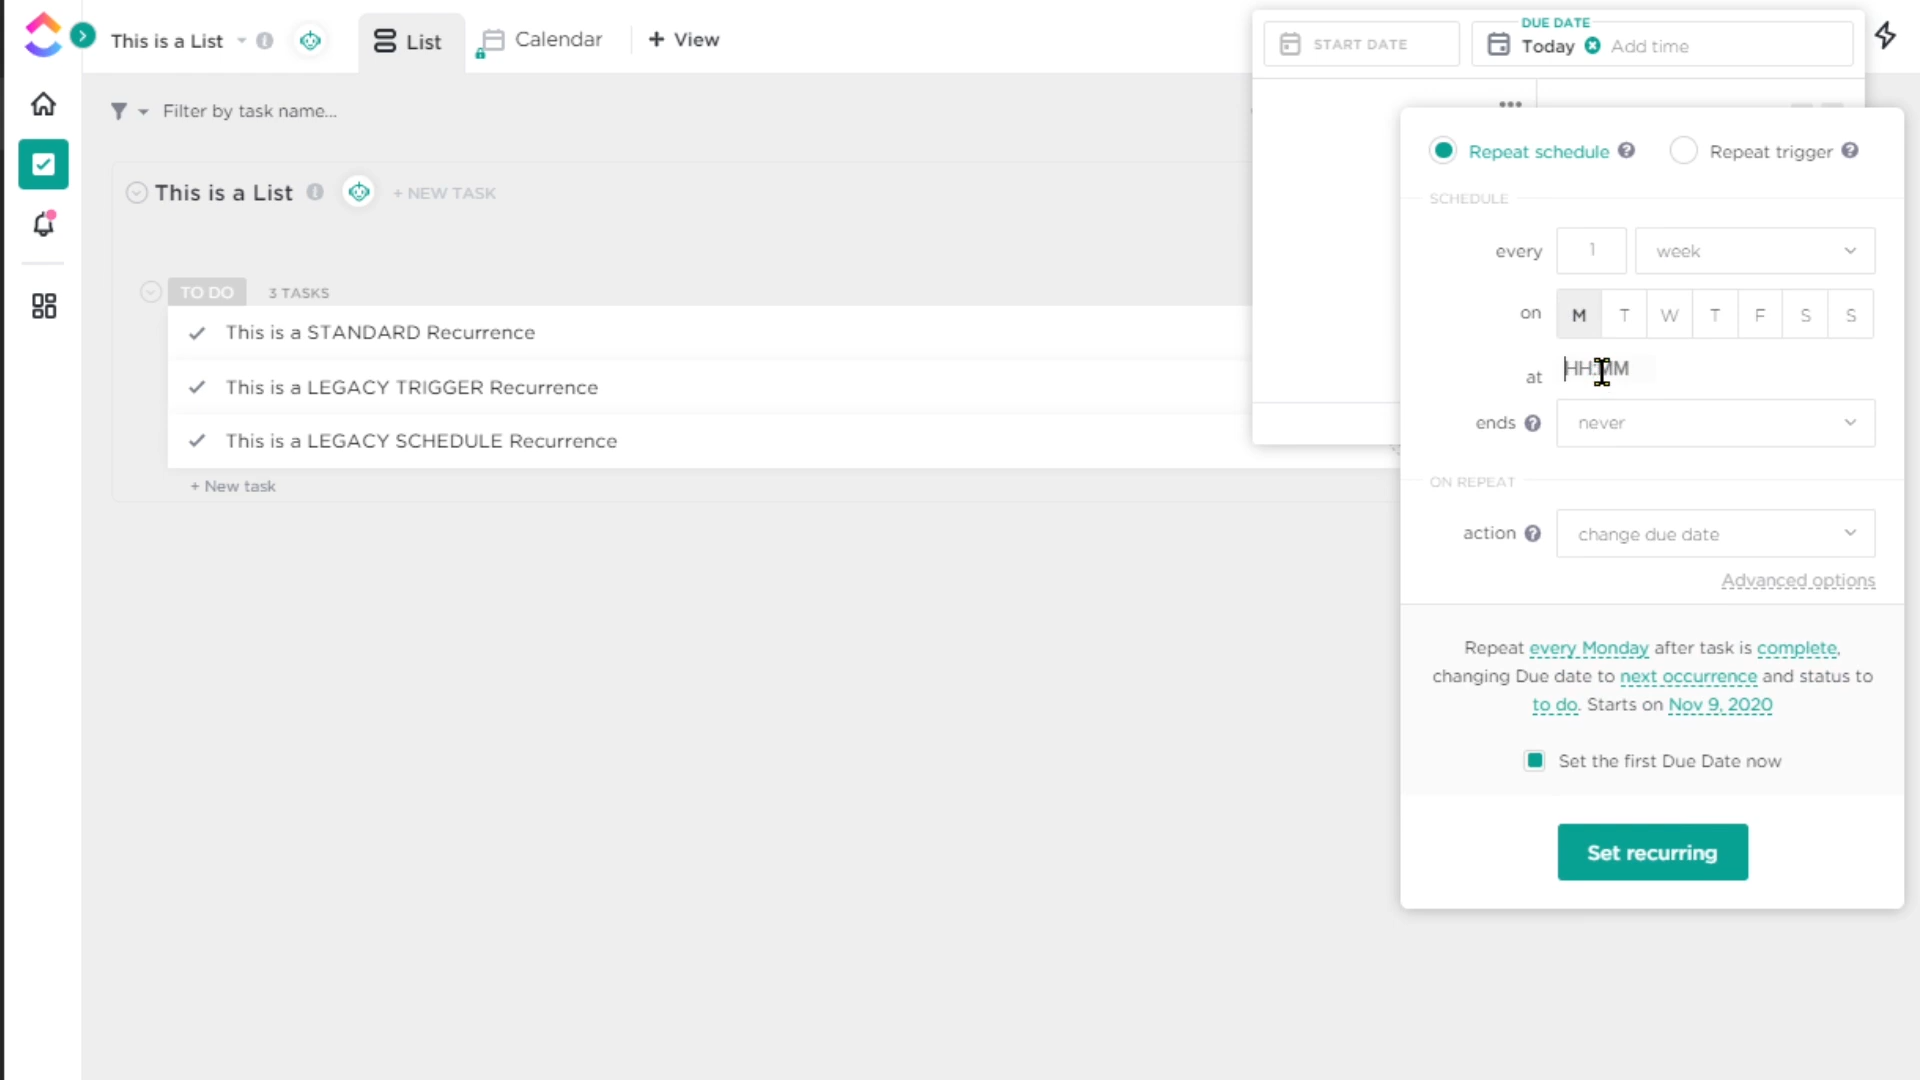 This is a List
List
Calendar
+ View
START DATE
DUE DATE
Today
Add time
Filter by task name...
This is a List
+ NEW TASK
TO DO
3 TASKS
This is a STANDARD Recurrence
This is a LEGACY TRIGGER Recurrence
This is a LEGACY SCHEDULE Recurrence
+ New task
Repeat schedule
Repeat trigger
SCHEDULE
every 1 week
on M T W T F S S
at HH:MM
ends never
ON REPEAT
action change due date
Advanced options
Repeat every Monday after task is complete,
changing Due date to next occurrence and status to
to do. Starts on Nov 9, 2020
Set the first Due Date now
Set recurring